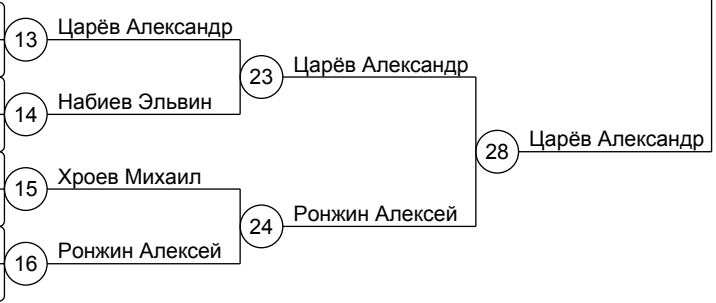 13 Царёв Александр
23 Царёв Александр
14 Набиев Эльвин
28 Царёв Александр
15 Хроев Михаил
24 Ронжин Алексей
16 Ронжин Алексей